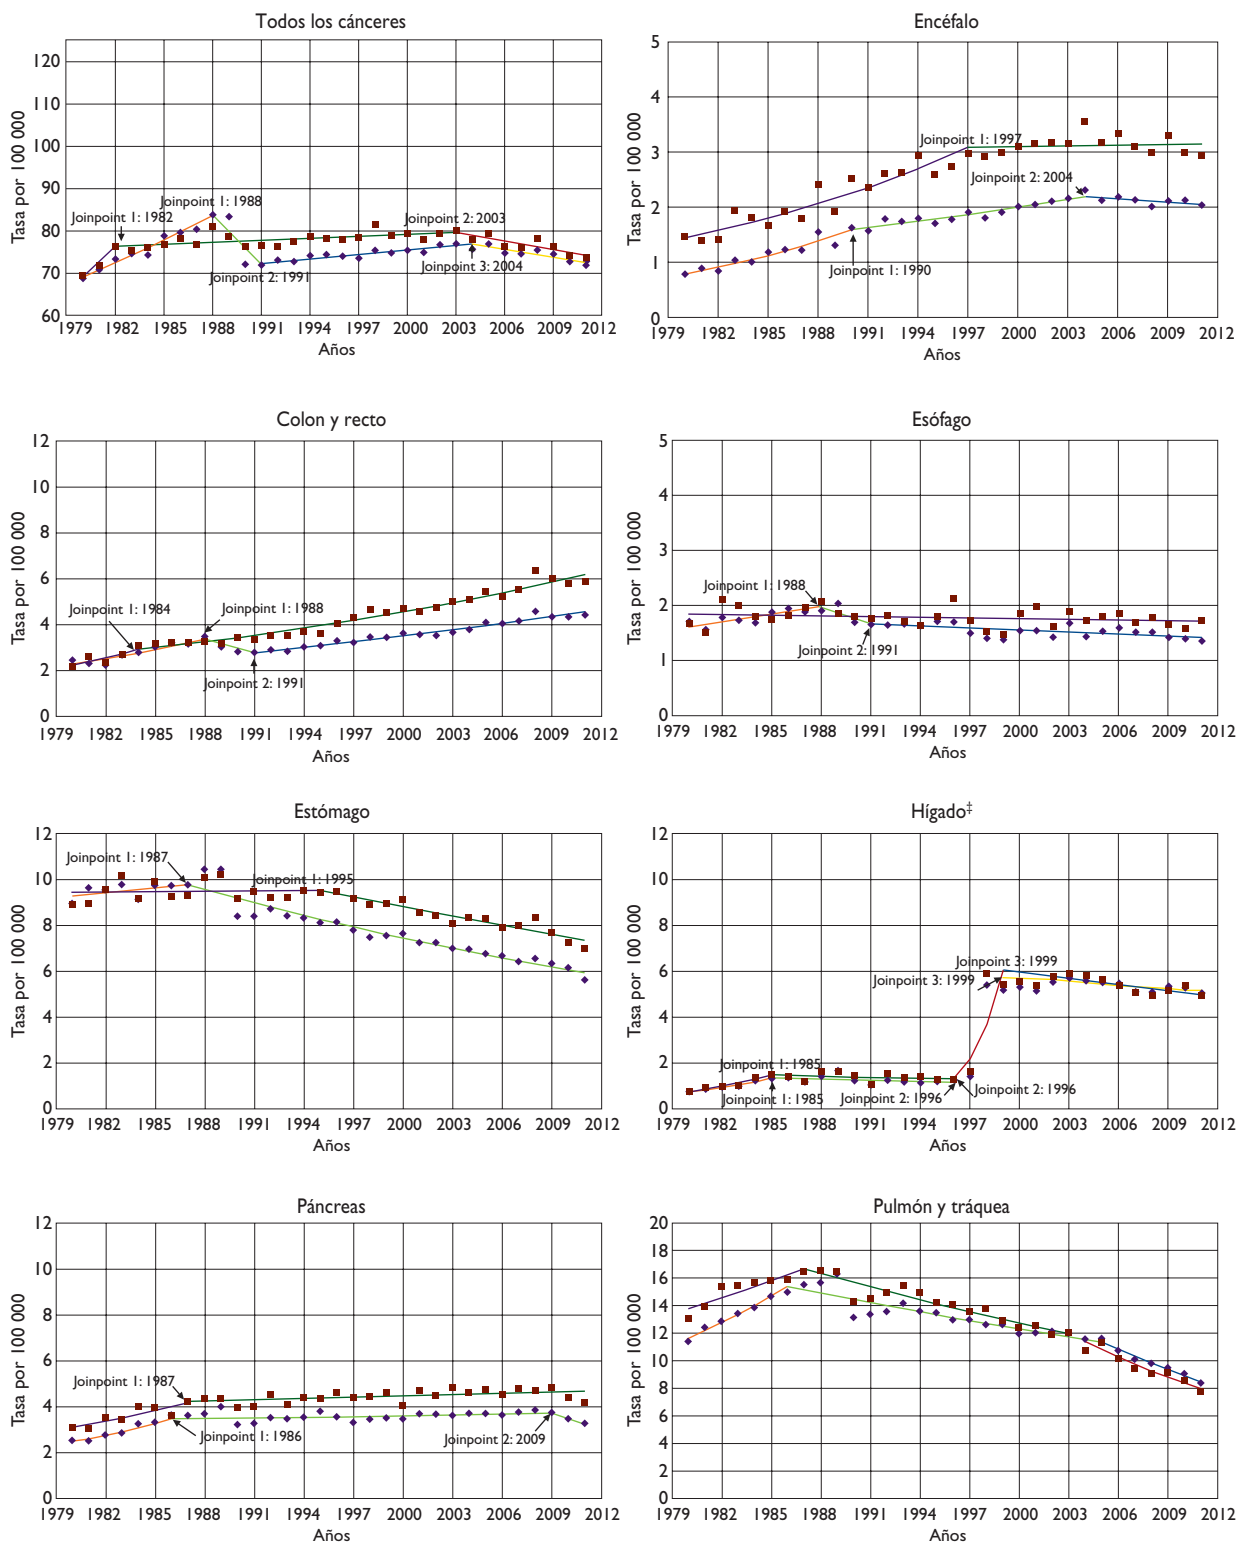 Todos los cánceres
Tasa por 100 000
120
110
100
90
80
70
60
Joinpoint 1: 1988
Joinpoint 1: 1982
Joinpoint 2: 2003
Joinpoint 3: 2004
Joinpoint 2: 1991
1979 1982 1985 1988 1991 1994 1997 2000 2003 2006 2009 2012
Años
Encéfalo
Tasa por 100 000
5
4
3
2
1
0
Joinpoint 1: 1997
Joinpoint 2: 2004
Joinpoint 1: 1990
1979 1982 1985 1988 1991 1994 1997 2000 2003 2006 2009 2012
Años
Colon y recto
Tasa por 100 000
12
10
8
6
4
2
0
Joinpoint 1: 1984
Joinpoint 1: 1988
Joinpoint 2: 1991
1979 1982 1985 1988 1991 1994 1997 2000 2003 2006 2009 2012
Años
Esófago
Tasa por 100 000
5
4
3
2
1
0
Joinpoint 1: 1988
Joinpoint 2: 1991
1979 1982 1985 1988 1991 1994 1997 2000 2003 2006 2009 2012
Años
Estómago
Tasa por 100 000
12
10
8
6
4
2
0
Joinpoint 1: 1987
Joinpoint 1: 1995
1979 1982 1985 1988 1991 1994 1997 2000 2003 2006 2009 2012
Años
Hígado‡
Tasa por 100 000
12
10
8
6
4
2
0
Joinpoint 3: 1999
Joinpoint 3: 1999
Joinpoint 1: 1985
Joinpoint 2: 1996
Joinpoint 1: 1985
Joinpoint 2: 1996
1979 1982 1985 1988 1991 1994 1997 2000 2003 2006 2009 2012
Años
Páncreas
Tasa por 100 000
12
10
8
6
4
2
0
Joinpoint 1: 1987
Joinpoint 1: 1986
Joinpoint 2: 2009
1979 1982 1985 1988 1991 1994 1997 2000 2003 2006 2009 2012
Años
Pulmón y tráquea
Tasa por 100 000
20
18
16
14
12
10
8
6
4
2
0
1979 1982 1985 1988 1991 1994 1997 2000 2003 2006 2009 2012
Años